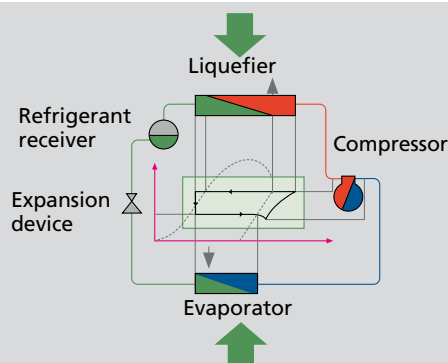 Liquefier
Refrigerant
receiver
Compressor
Expansion
device
Evaporator